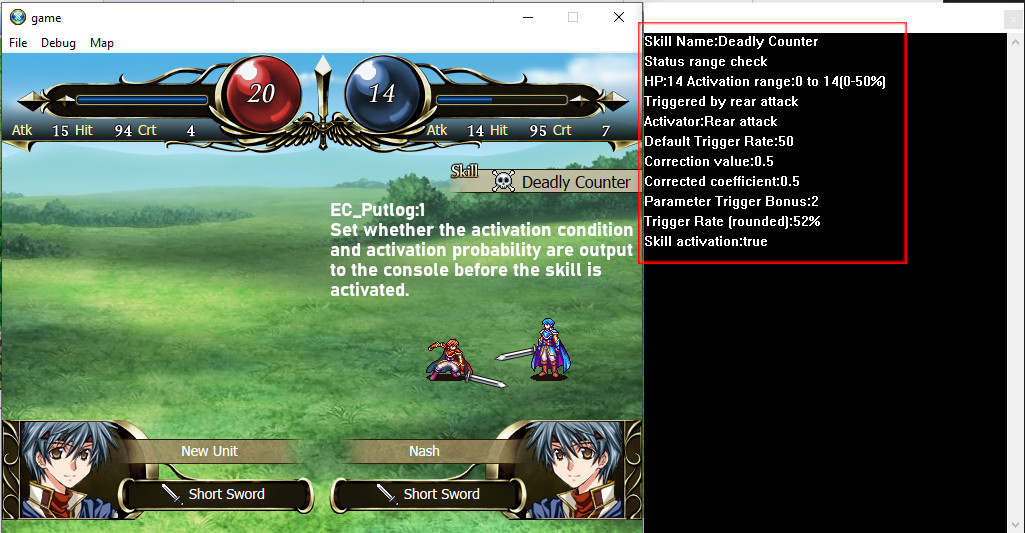 game
File Debug Map
20
14
Atk 15 Hit 94 Crt 4
Atk 14 Hit 95 Crt 7
Skill
Deadly Counter
EC_Putlog:1
Set whether the activation condition
and activation probability are output
to the console before the skill is
activated.
New Unit
Nash
Short Sword
Short Sword
Skill Name:Deadly Counter
Status range check
HP:14 Activation range:0 to 14(0-50%)
Triggered by rear attack
Activator:Rear attack
Default Trigger Rate:50
Correction value:0.5
Corrected coefficient:0.5
Parameter Trigger Bonus:2
Trigger Rate (rounded):52%
Skill activation:true